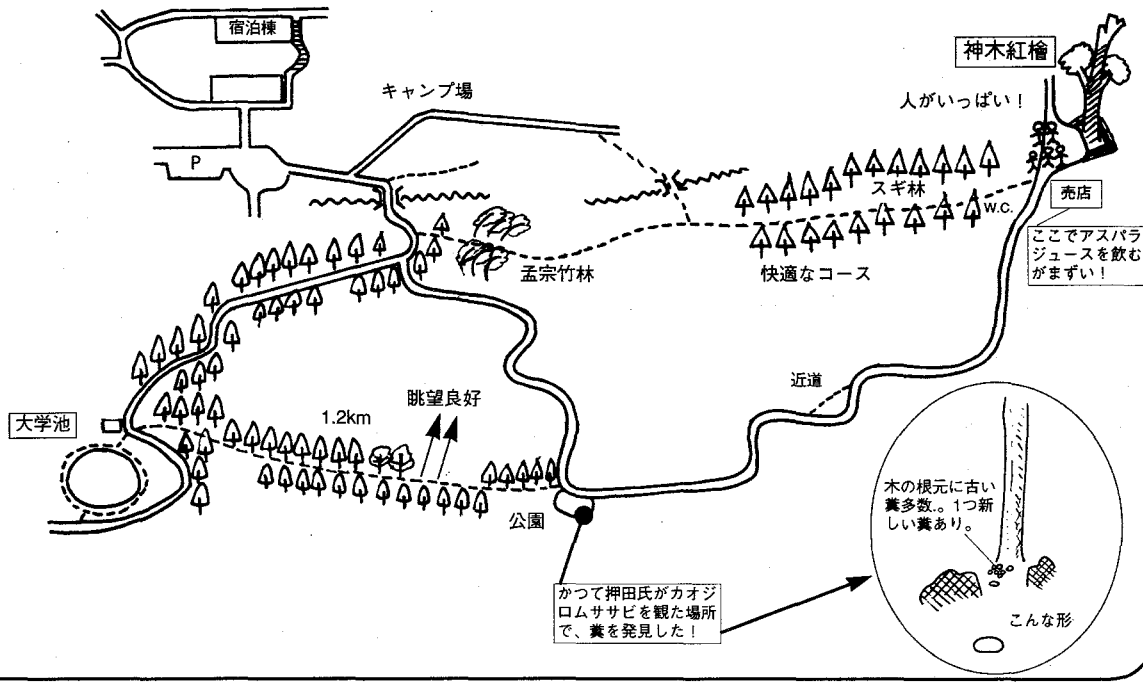 宿泊棟
神木紅檜
キャンプ場
人がいっぱい！
P
スギ林
W.C.
売店
ここでアスパラ
ジュースを飲む
がまずい！
孟宗竹林
快適なコース
近道
眺望良好
1.2km
大学池
木の根元に古い
糞多数.。1つ新
しい糞あり。
公園
かつて押田氏がカオジ
ロムササビを観た場所
で、糞を発見した！
こんな形